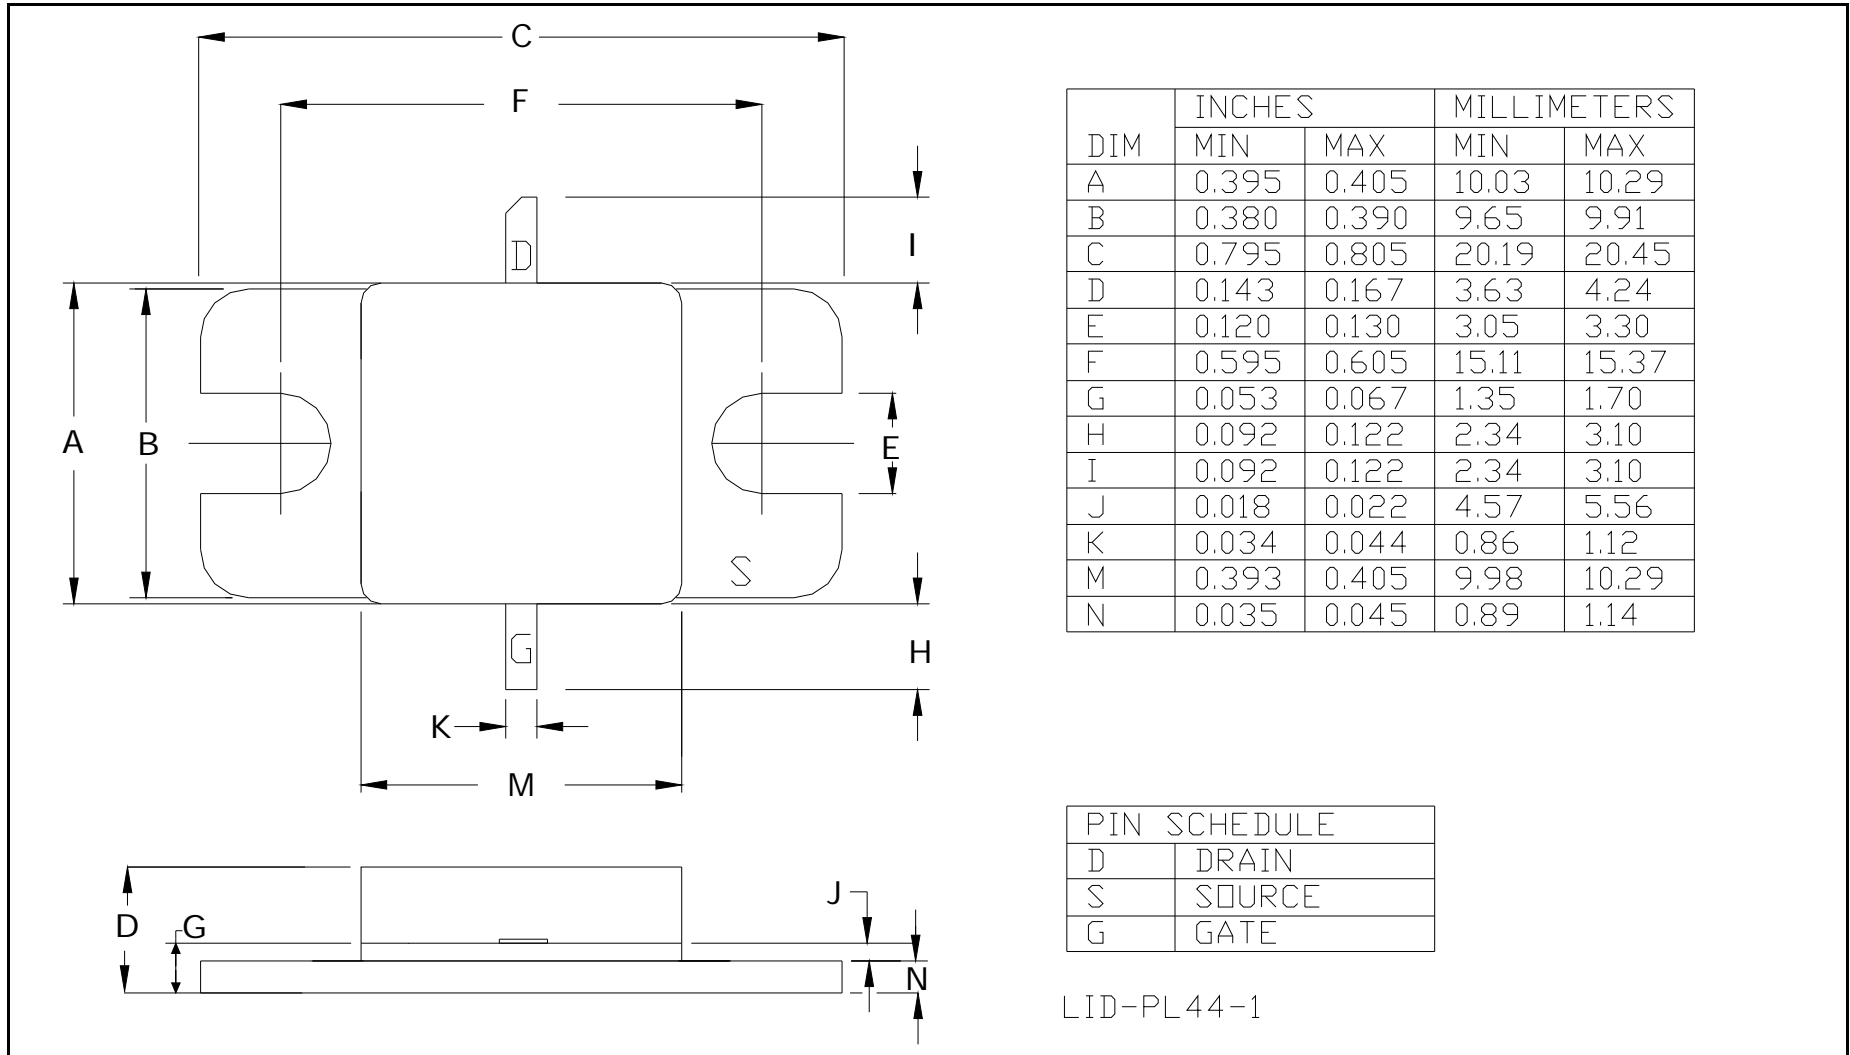 C
F
I
D
A
B
E
S
G
H
K
M
INCHES MILLIMETERS
DIM MIN MAX MIN MAX
A 0.395 0.405 10.03 10.29
B 0.380 0.390 9.65 9.91
C 0.795 0.805 20.19 20.45
D 0.143 0.167 3.63 4.24
E 0.120 0.130 3.05 3.30
F 0.595 0.605 15.11 15.37
G 0.053 0.067 1.35 1.70
H 0.092 0.122 2.34 3.10
I 0.092 0.122 2.34 3.10
J 0.018 0.022 4.57 5.56
K 0.034 0.044 0.86 1.12
M 0.393 0.405 9.98 10.29
N 0.035 0.045 0.89 1.14
J
D
G
N
PIN SCHEDULE
D DRAIN
S SOURCE
G GATE
LID-PL44-1